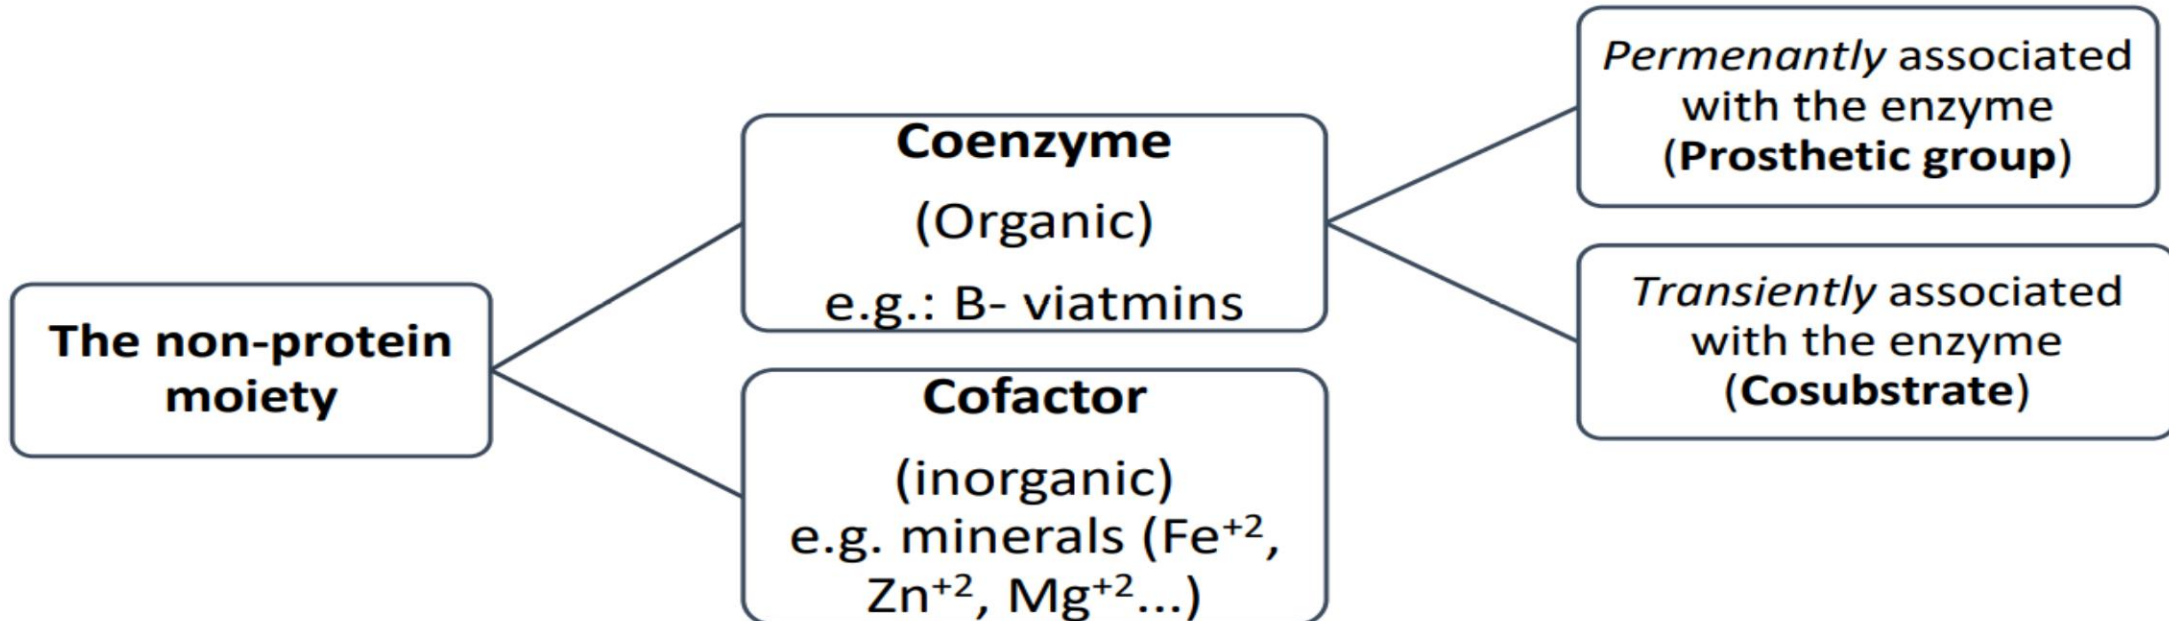 The non-protein
moiety
Coenzyme
(Organic)
e.g.: B- viatmins
Cofactor
(inorganic)
e.g. minerals (Fe⁺²,
Zn⁺², Mg⁺²...)
Permenantly associated
with the enzyme
(Prosthetic group)
Transiently associated
with the enzyme
(Cosubstrate)